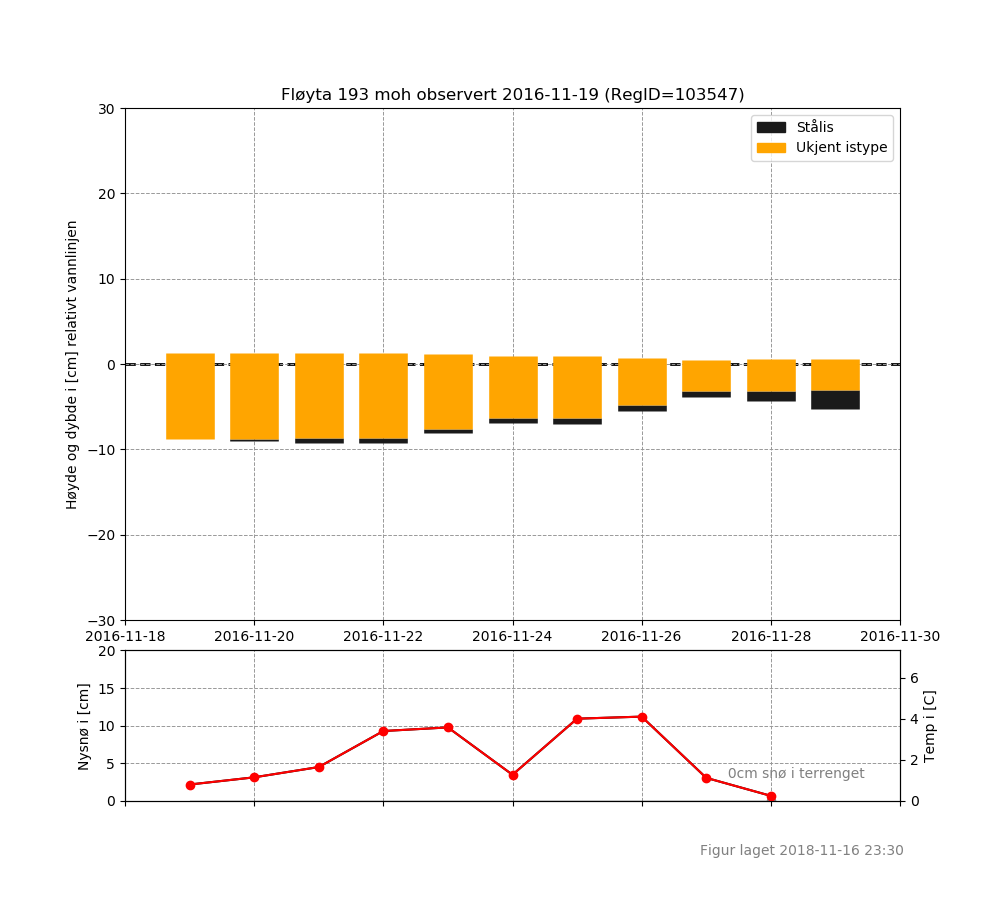 Fløyta 193 moh observert 2016-11-19 (RegID=103547)
Stålis
Ukjent istype
Høyde og dybde i [cm] relativt vannlinjen
30
20
10
0
−10
−20
−30
2016-11-18 2016-11-20 2016-11-22 2016-11-24 2016-11-26 2016-11-28 2016-11-30
Nysnø i [cm]
20
15
10
5
0
6
4
2
0
Temp i [C]
0cm snø i terrenget
Figur laget 2018-11-16 23:30